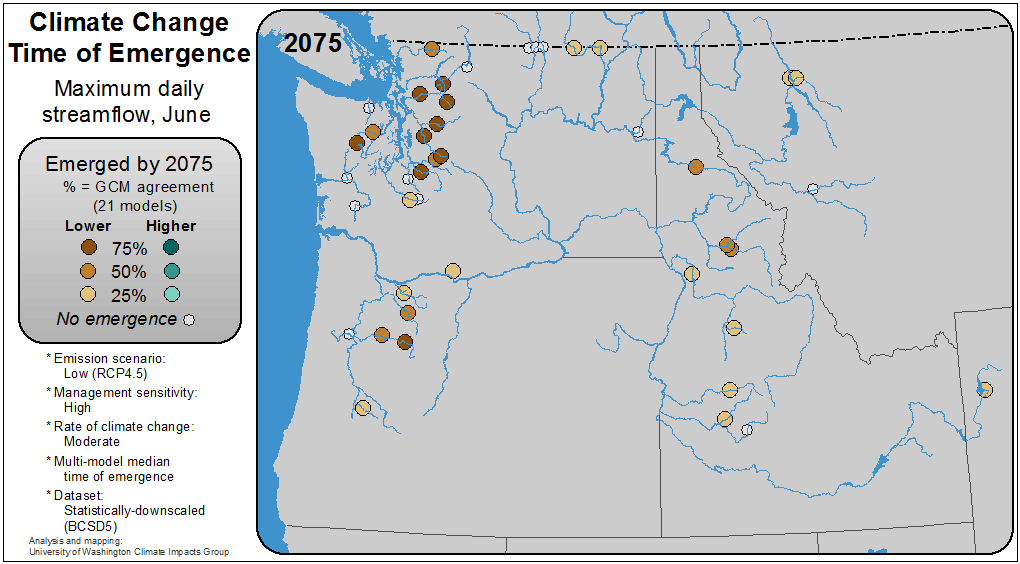 Climate Change
Time of Emergence
Maximum daily
streamflow, June
Emerged by 2075
% = GCM agreement
(21 models)
Lower Higher
75%
50%
25%
No emergence
* Emission scenario:
Low (RCP4.5)
* Management sensitivity:
High
* Rate of climate change:
Moderate
* Multi-model median
time of emergence
* Dataset:
Statistically-downscaled
(BCSD5)
Analysis and mapping:
University of Washington Climate Impacts Group
2075